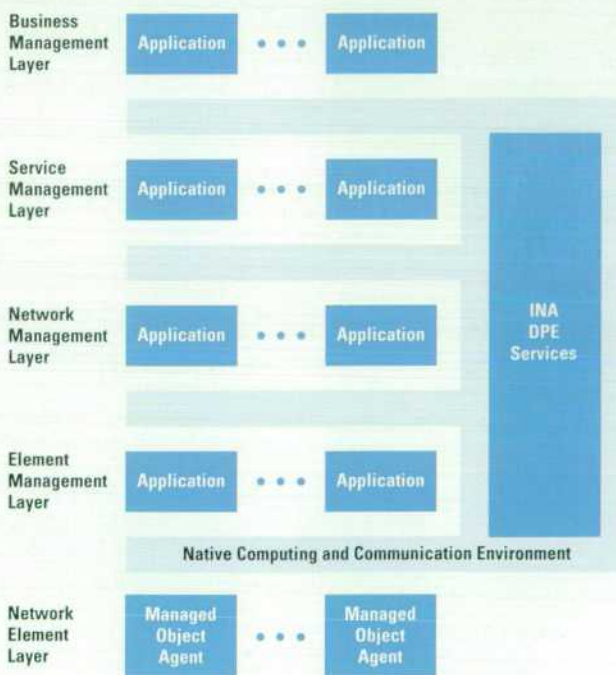 Business
Management
Layer
Application
Application
Service
Management
Layer
Application
Application
Network
Management
Layer
Application
Application
INA
DPE
Services
Element
Management
Layer
Application
Application
Native Computing and Communication Environment
Network
Element
Layer
Managed
Object
Agent
Managed
Object
Agent